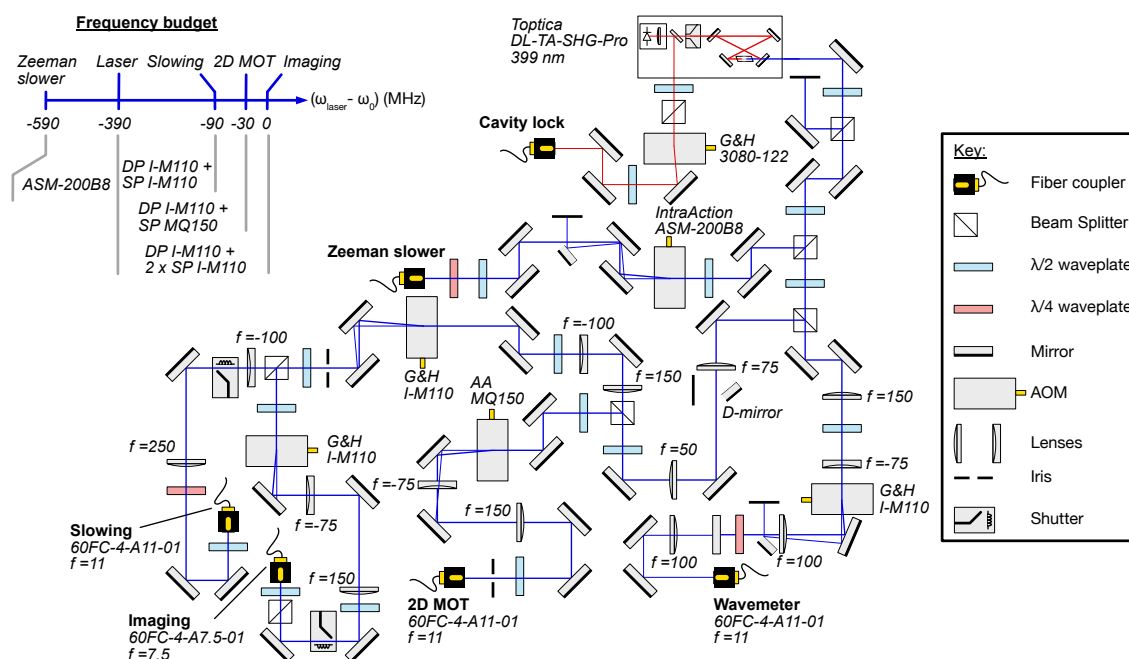 Frequency budget
Zeeman
slower
Laser
Slowing
2D MOT
Imaging
(ω_laser - ω_0) (MHz)
-590
-390
-90
-30
0
ASM-200B8
DP I-M110 +
SP I-M110
DP I-M110 +
SP MQ150
DP I-M110 +
2 x SP I-M110
Toptica
DL-TA-SHG-Pro
399 nm
Cavity lock
G&H
3080-122
IntraAction
ASM-200B8
Zeeman slower
f =-100
G&H
I-M110
f =-100
f =150
f =75
D-mirror
AA
MQ150
f =150
f =250
G&H
I-M110
f =-75
f =50
f =-75
f =-75
G&H
I-M110
f =150
Slowing
60FC-4-A11-01
f =11
f =100
f =100
f =150
Imaging
60FC-4-A7.5-01
f =7.5
2D MOT
60FC-4-A11-01
f =11
Wavemeter
60FC-4-A11-01
f =11
Key:
Fiber coupler
Beam Splitter
λ/2 waveplate
λ/4 waveplate
Mirror
AOM
Lenses
Iris
Shutter